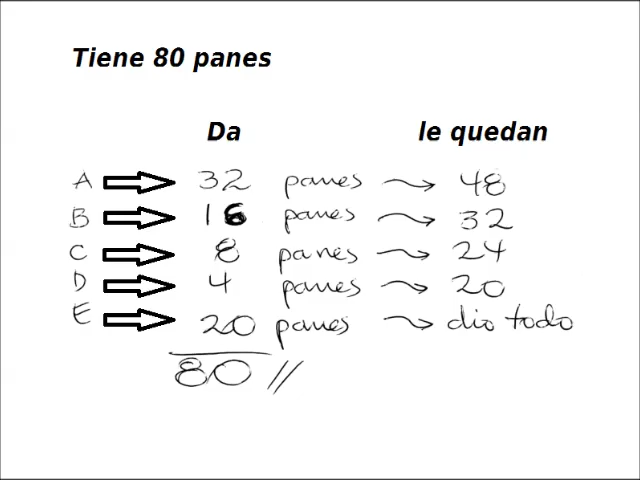 Tiene 80 panes
Da le quedan
A 32 panes 48
B 16 panes 32
C 8 panes 24
D 4 panes 20
E 20 panes dio todo
80 //